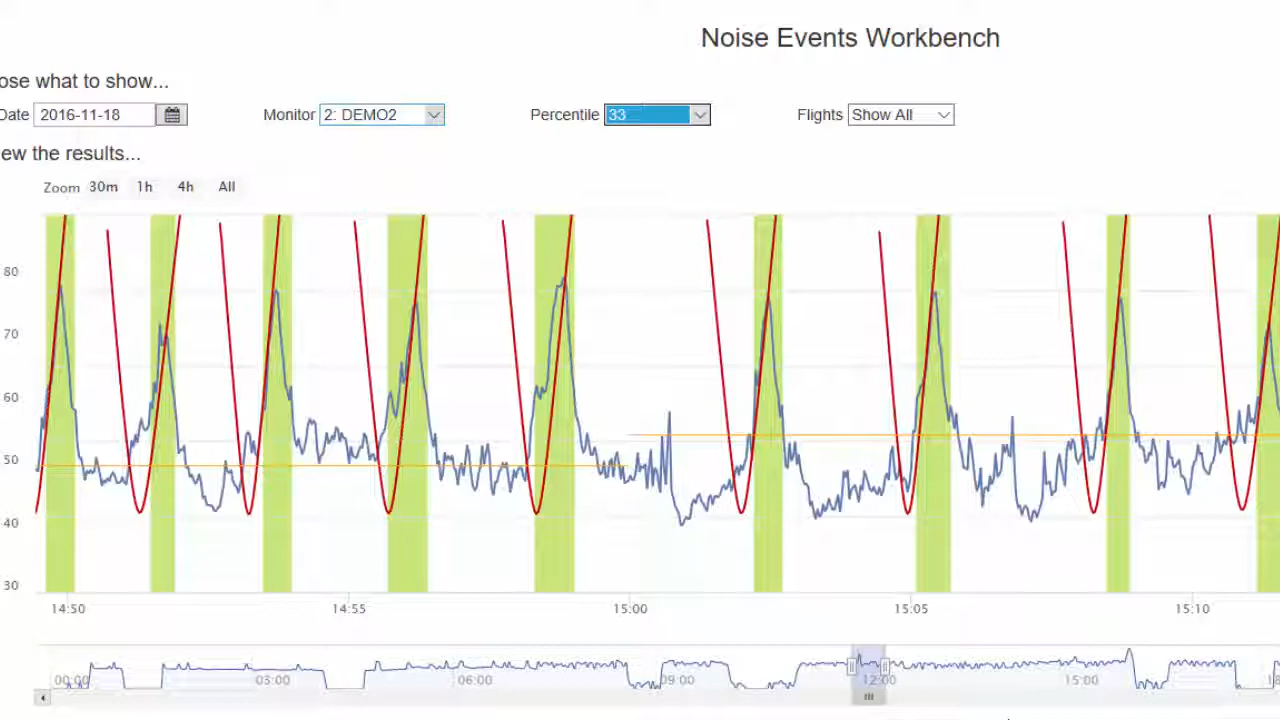 Noise Events Workbench
ose what to show...
Date 2016-11-18 Monitor 2: DEMO2 Percentile 33 Flights Show All
ew the results...
Zoom 30m 1h 4h All
80
70
60
50
40
30
14:50 14:55 15:00 15:05 15:10
00:00 03:00 06:00 09:00 12:00 15:00 18